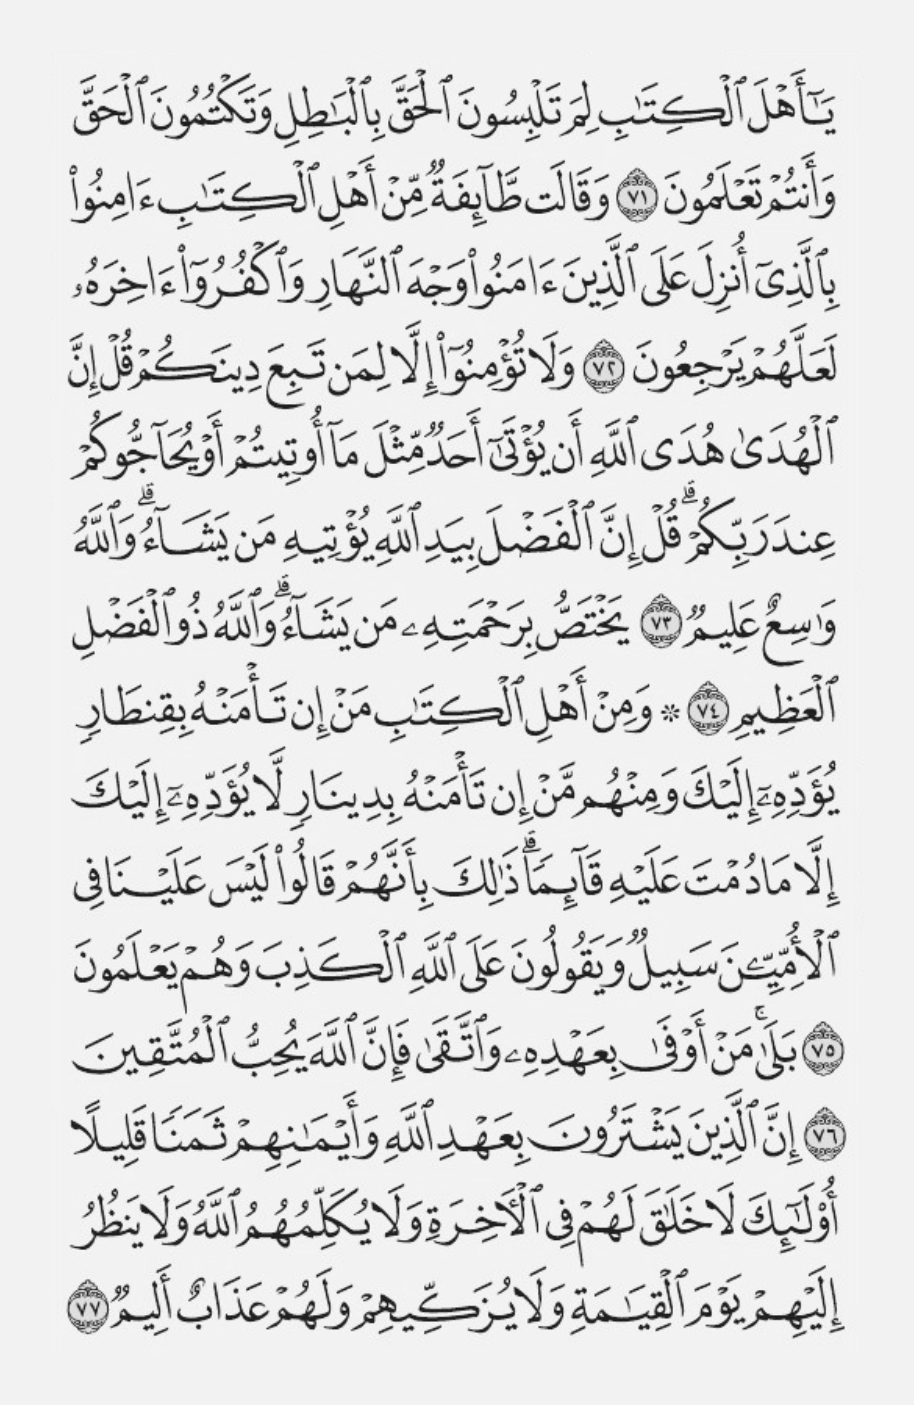 يَٰٓأَهْلَ ٱلْكِتَٰبِ لِمَ تَلْبِسُونَ ٱلْحَقَّ بِٱلْبَٰطِلِ وَتَكْتُمُونَ ٱلْحَقَّ
وَأَنتُمْ تَعْلَمُونَ ٧١ وَقَالَت طَّآئِفَةٌ مِّنْ أَهْلِ ٱلْكِتَٰبِ ءَامِنُوا۟
بِٱلَّذِىٓ أُنزِلَ عَلَى ٱلَّذِينَ ءَامَنُوا۟ وَجْهَ ٱلنَّهَارِ وَٱكْفُرُوٓا۟ ءَاخِرَهُۥ
لَعَلَّهُمْ يَرْجِعُونَ ٧٢ وَلَا تُؤْمِنُوٓا۟ إِلَّا لِمَن تَبِعَ دِينَكُمْ قُلْ إِنَّ
ٱلْهُدَىٰ هُدَى ٱللَّهِ أَن يُؤْتَىٰٓ أَحَدٌ مِّثْلَ مَآ أُوتِيتُمْ أَوْ يُحَآجُّوكُمْ
عِندَ رَبِّكُمْ ۗ قُلْ إِنَّ ٱلْفَضْلَ بِيَدِ ٱللَّهِ يُؤْتِيهِ مَن يَشَآءُ ۗ وَٱللَّهُ
وَٰسِعٌ عَلِيمٌ ٧٣ يَخْتَصُّ بِرَحْمَتِهِۦ مَن يَشَآءُ ۗ وَٱللَّهُ ذُو ٱلْفَضْلِ
ٱلْعَظِيمِ ٧٤ * وَمِنْ أَهْلِ ٱلْكِتَٰبِ مَنْ إِن تَأْمَنْهُ بِقِنطَارٍ
يُؤَدِّهِۦٓ إِلَيْكَ وَمِنْهُم مَّنْ إِن تَأْمَنْهُ بِدِينَارٍ لَّا يُؤَدِّهِۦٓ إِلَيْكَ
إِلَّا مَا دُمْتَ عَلَيْهِ قَآئِمًا ۗ ذَٰلِكَ بِأَنَّهُمْ قَالُوا۟ لَيْسَ عَلَيْنَا فِى
ٱلْأُمِّيِّـۧنَ سَبِيلٌ وَيَقُولُونَ عَلَى ٱللَّهِ ٱلْكَذِبَ وَهُمْ يَعْلَمُونَ
٧٥ بَلَىٰ ۚ مَنْ أَوْفَىٰ بِعَهْدِهِۦ وَٱتَّقَىٰ فَإِنَّ ٱللَّهَ يُحِبُّ ٱلْمُتَّقِينَ
٧٦ إِنَّ ٱلَّذِينَ يَشْتَرُونَ بِعَهْدِ ٱللَّهِ وَأَيْمَٰنِهِمْ ثَمَنًا قَلِيلًا
أُو۟لَٰٓئِكَ لَا خَلَٰقَ لَهُمْ فِى ٱلْءَاخِرَةِ وَلَا يُكَلِّمُهُمُ ٱللَّهُ وَلَا يَنظُرُ
إِلَيْهِمْ يَوْمَ ٱلْقِيَٰمَةِ وَلَا يُزَكِّيهِمْ وَلَهُمْ عَذَابٌ أَلِيمٌ ٧٧